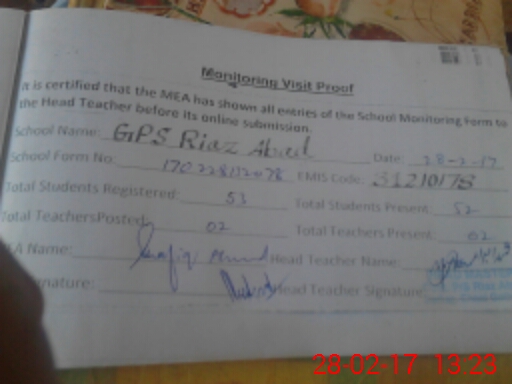 Monitoring Visit Proof
It is certified that the MEA has shown all entries of the School Monitoring Form to
the Head Teacher before its online submission.
School Name: GPS Riaz Abad Date: 28-2-17
School Form No: 170228112078 EMIS Code: 31210178
Total Students Registered: 53 Total Students Present: 52
Total TeachersPosted: 02 Total Teachers Present: 02
A Name: Head Teacher Name:
nature: Head Teacher Signature
28-02-17 13:23